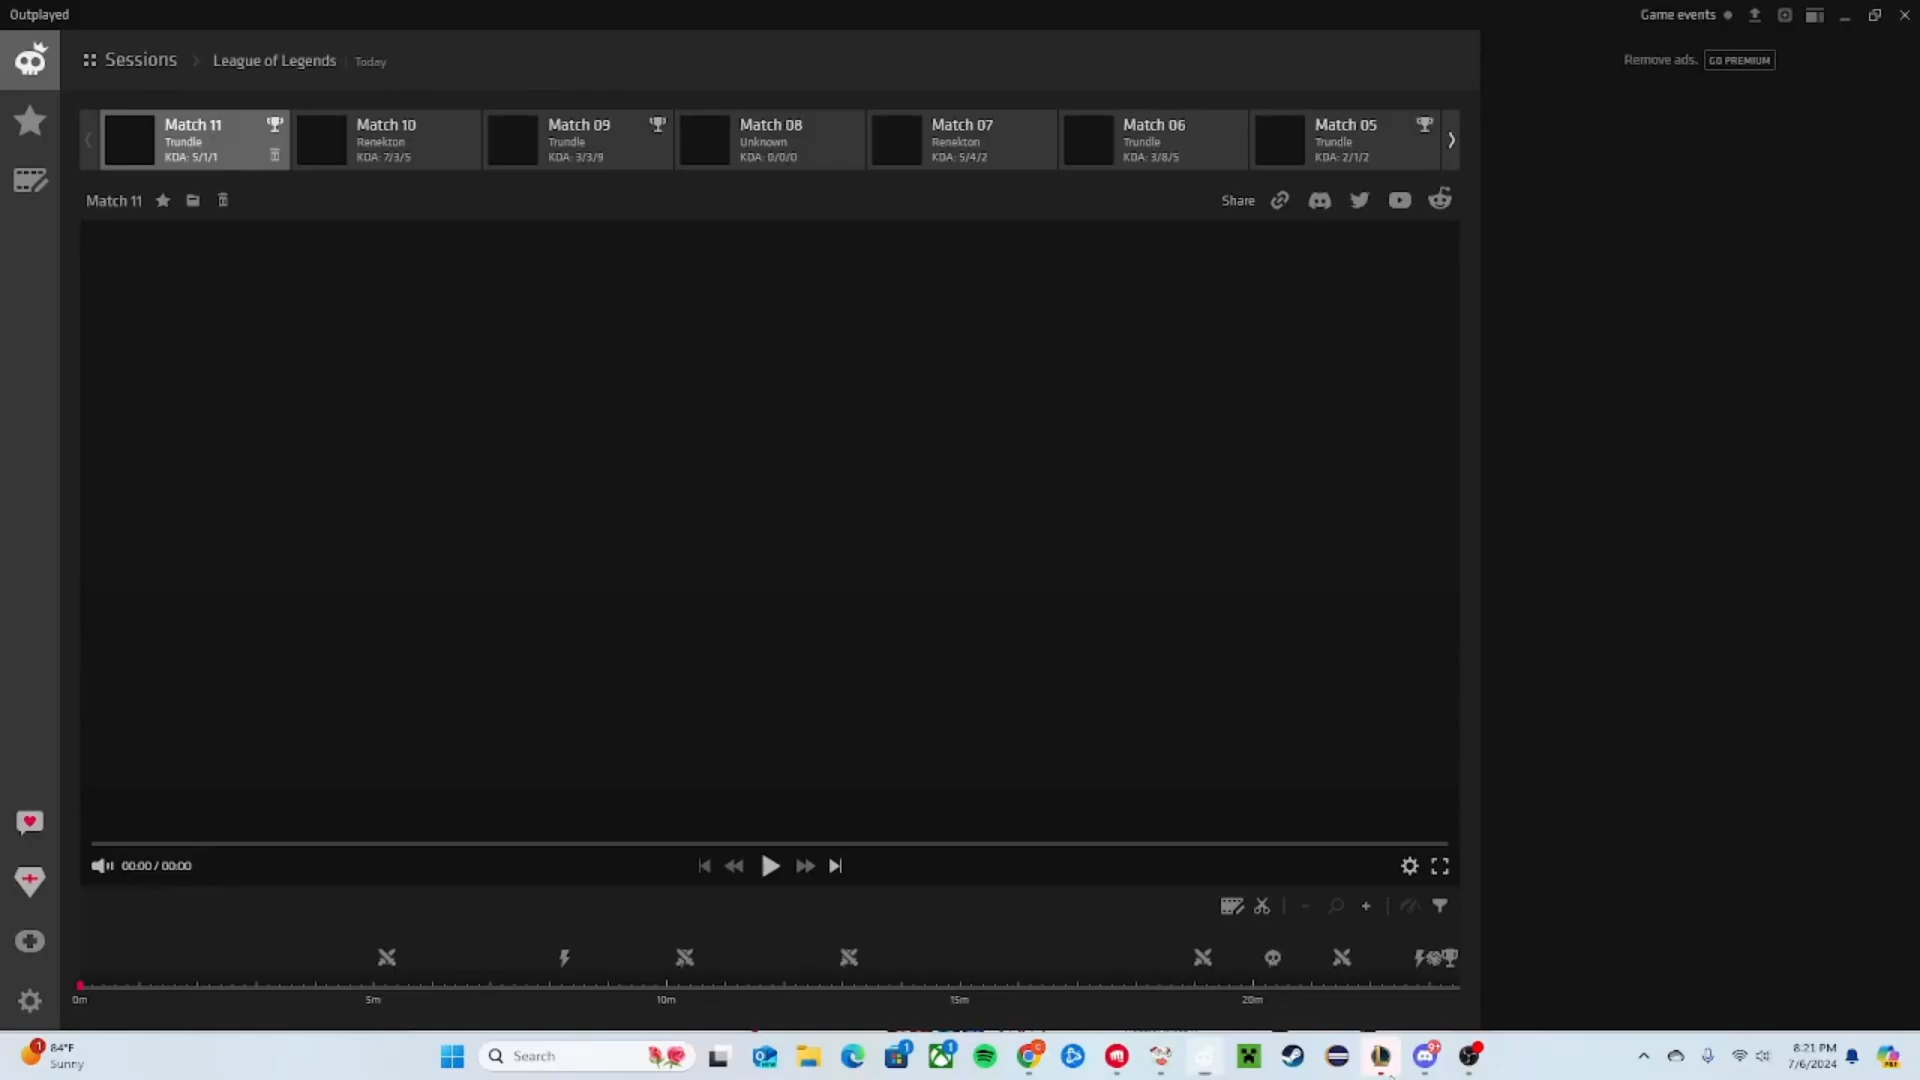 Outplayed
Game events
Sessions
League of Legends
Today
Remove ads.
GO PREMIUM
Match 11
Trundle
KDA: 5/1/1
Match 10
Renekton
KDA: 7/3/5
Match 09
Trundle
KDA: 3/3/9
Match 08
Unknown
KDA: 0/0/0
Match 07
Renekton
KDA: 5/4/2
Match 06
Trundle
KDA: 3/8/5
Match 05
Trundle
KDA: 2/1/2
Match 11
Share
00:00 / 00:00
0m
5m
10m
15m
20m
1
84°F
Sunny
Search
1
1
9+
8:21 PM
7/6/2024